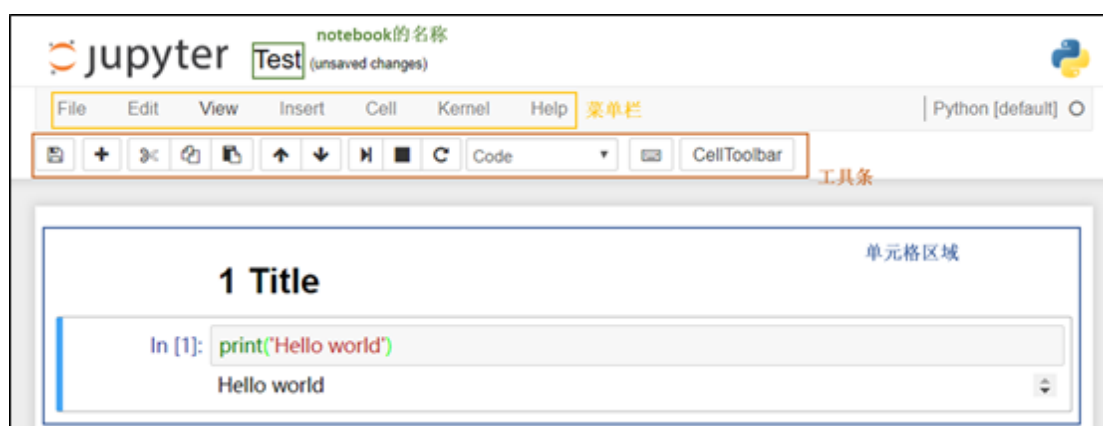 notebook的名称
jupyter Test (unsaved changes)
File Edit View Insert Cell Kernel Help 菜单栏 Python [default]
Code CellToolbar
工具条
单元格区域
1 Title
In [1]: print('Hello world')
Hello world